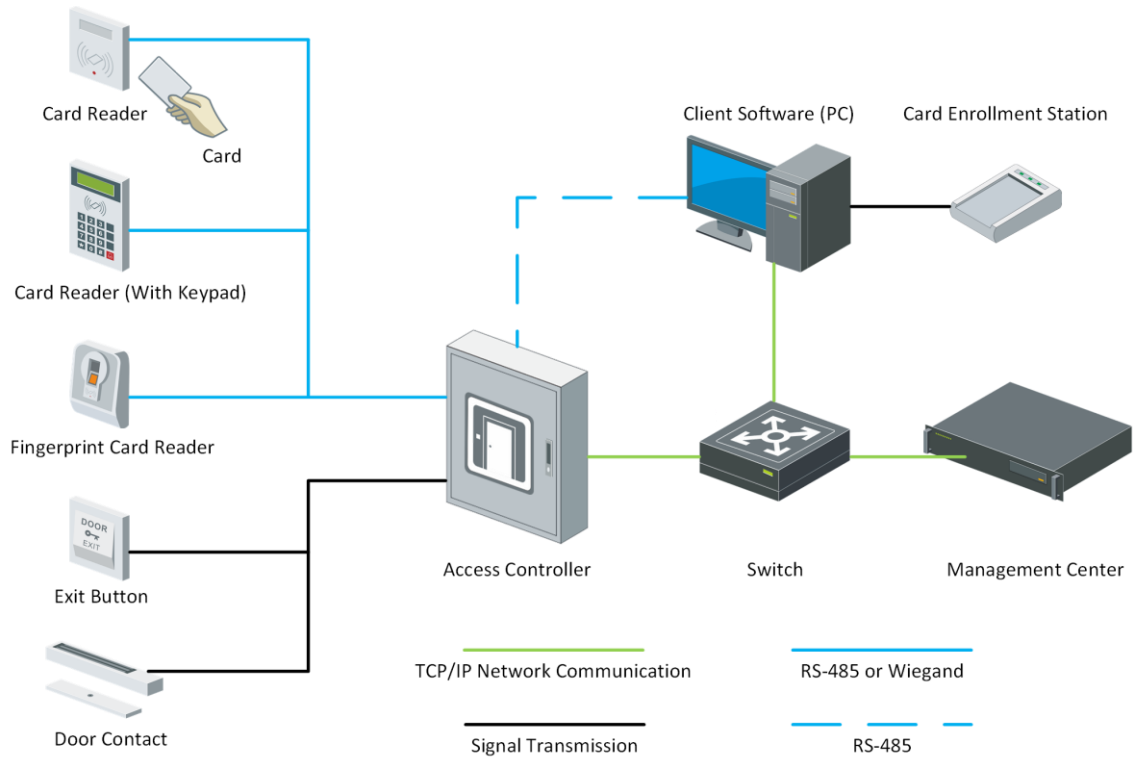 Card Reader
Card
Client Software (PC)
Card Enrollment Station
Card Reader (With Keypad)
Fingerprint Card Reader
DOOR
EXIT
Exit Button
Access Controller
Switch
Management Center
TCP/IP Network Communication
RS-485 or Wiegand
Door Contact
Signal Transmission
RS-485